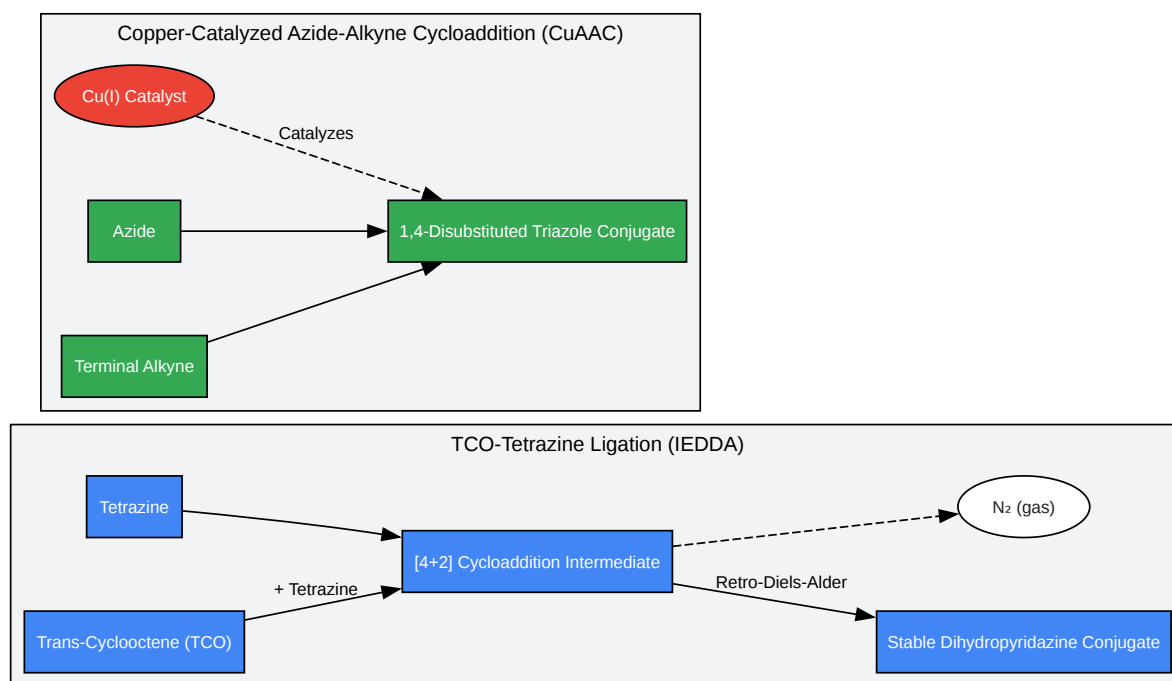 Copper-Catalyzed Azide-Alkyne Cycloaddition (CuAAC)
Cu(I) Catalyst
Catalyzes
Azide
1,4-Disubstituted Triazole Conjugate
Terminal Alkyne
TCO-Tetrazine Ligation (IEDDA)
Tetrazine
N₂ (gas)
[4+2] Cycloaddition Intermediate
+ Tetrazine
Retro-Diels-Alder
Trans-Cyclooctene (TCO)
Stable Dihydropyridazine Conjugate